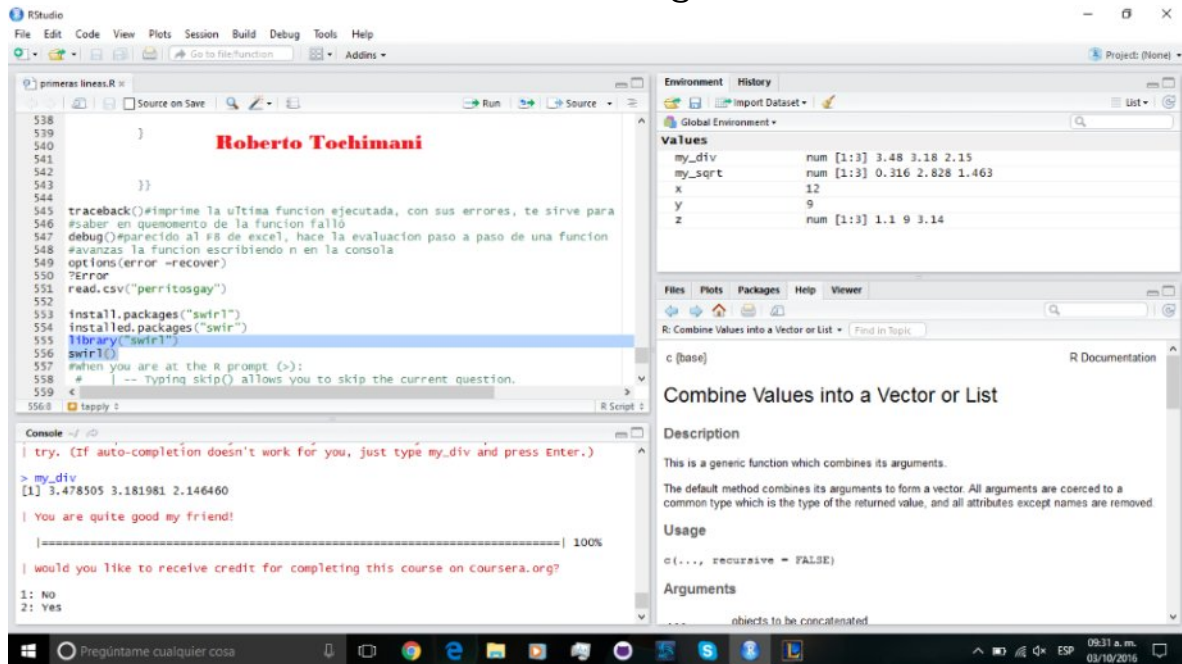 RStudio
File Edit Code View Plots Session Build Debug Tools Help
Go to file/function Addins
Project: (None)
primeras lineas.R
Source on Save Run Source
538
539 }
540 Roberto Tochimani
541
542
543 }}
544
545 traceback()#imprime la ultima funcion ejecutada, con sus errores, te sirve para
546 #saber en quemomento de la funcion falló
547 debug()#parecido al F8 de excel, hace la evaluacion paso a paso de una funcion
548 #avanzas la funcion escribiendo n en la consola
549 options(error =recover)
550 ?Error
551 read.csv("perritosgay")
552
553 install.packages("swirl")
554 installed.packages("swir")
555 library("swirl")
556 swirl()
557 #when you are at the R prompt (>):
558 # | -- Typing skip() allows you to skip the current question.
559
556:8 tapply R Script
Console ~/
| try. (If auto-completion doesn't work for you, just type my_div and press Enter.)
> my_div
[1] 3.478505 3.181981 2.146460
| You are quite good my friend!
|==========================================================================| 100%
| would you like to receive credit for completing this course on Coursera.org?
1: No
2: Yes
Environment History
Import Dataset List
Global Environment
Values
my_div num [1:3] 3.48 3.18 2.15
my_sqrt num [1:3] 0.316 2.828 1.463
x 12
y 9
z num [1:3] 1.1 9 3.14
Files Plots Packages Help Viewer
R: Combine Values into a Vector or List Find in Topic
c {base} R Documentation
Combine Values into a Vector or List
Description
This is a generic function which combines its arguments.
The default method combines its arguments to form a vector. All arguments are coerced to a
common type which is the type of the returned value, and all attributes except names are removed.
Usage
c(..., recursive = FALSE)
Arguments
... objects to be concatenated
Pregúntame cualquier cosa
ESP
09:31 a. m.
03/10/2016